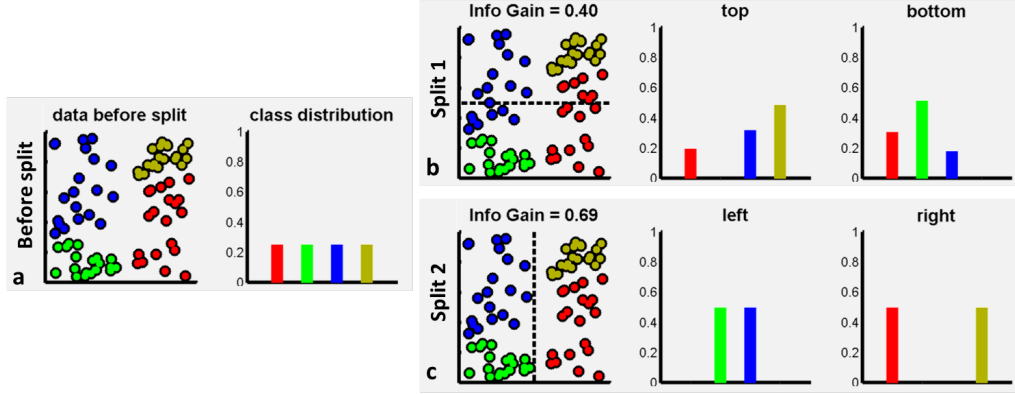 Before split
a
data before split
class distribution
1
0.8
0.6
0.4
0.2
0
Split 1
b
Info Gain = 0.40
top
1
0.8
0.6
0.4
0.2
0
bottom
1
0.8
0.6
0.4
0.2
0
Split 2
c
Info Gain = 0.69
left
1
0.8
0.6
0.4
0.2
0
right
1
0.8
0.6
0.4
0.2
0